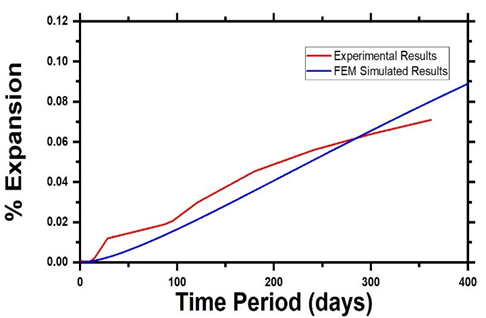 0.12
0.10
0.08
0.06
0.04
0.02
0.00
% Expansion
Experimental Results
FEM Simulated Results
0 100 200 300 400
Time Period (days)